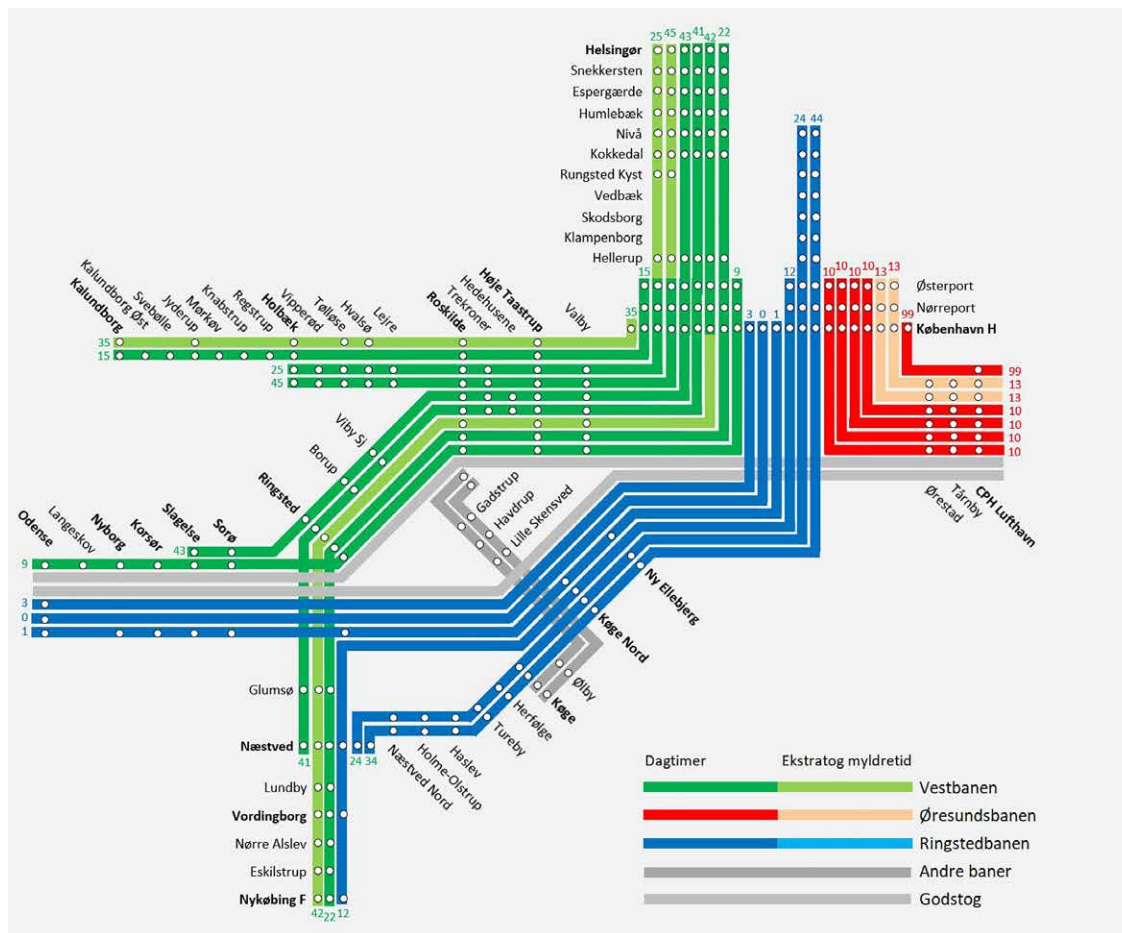 25 45 43 41 42 22
Helsingør
Snekkersten
Espergærde
Humlebæk
Nivå
Kokkedal
Rungsted Kyst
Vedbæk
Skodsborg
Klampenborg
Hellerup
24 44
15 9 12 10 10 10 10 13 13
Østerport
Nørreport
København H
35 3 0 1 99
Kalundborg
Kalundborg Øst
Svebølle
Jyderup
Mørkøv
Knabstrup
Regstrup
Holbæk
Vipperød
Tølløse
Hvalsø
Lejre
Roskilde
Trekroner
Hedehusene
Høje Taastrup
Valby
35
15
25
45
99
13
13
10
10
10
10
Ørestad
Tårnby
CPH Lufthavn
Viby Sj
Borup
Ringsted
Gadstrup
Havdrup
Lille Skensved
Odense
Langeskov
Nyborg
Korsør
Slagelse
Sorø
43
9
3
0
1
Ny Ellebjerg
Køge Nord
Ølby
Køge
Herfølge
Tureby
Haslev
Holme-Olstrup
Næstved Nord
Glumsø
Næstved
41 24 34
Lundby
Vordingborg
Nørre Alslev
Eskilstrup
Nykøbing F
42 22 12
Dagtimer Ekstratog myldretid
Vestbanen
Øresundsbanen
Ringstedbanen
Andre baner
Godstog